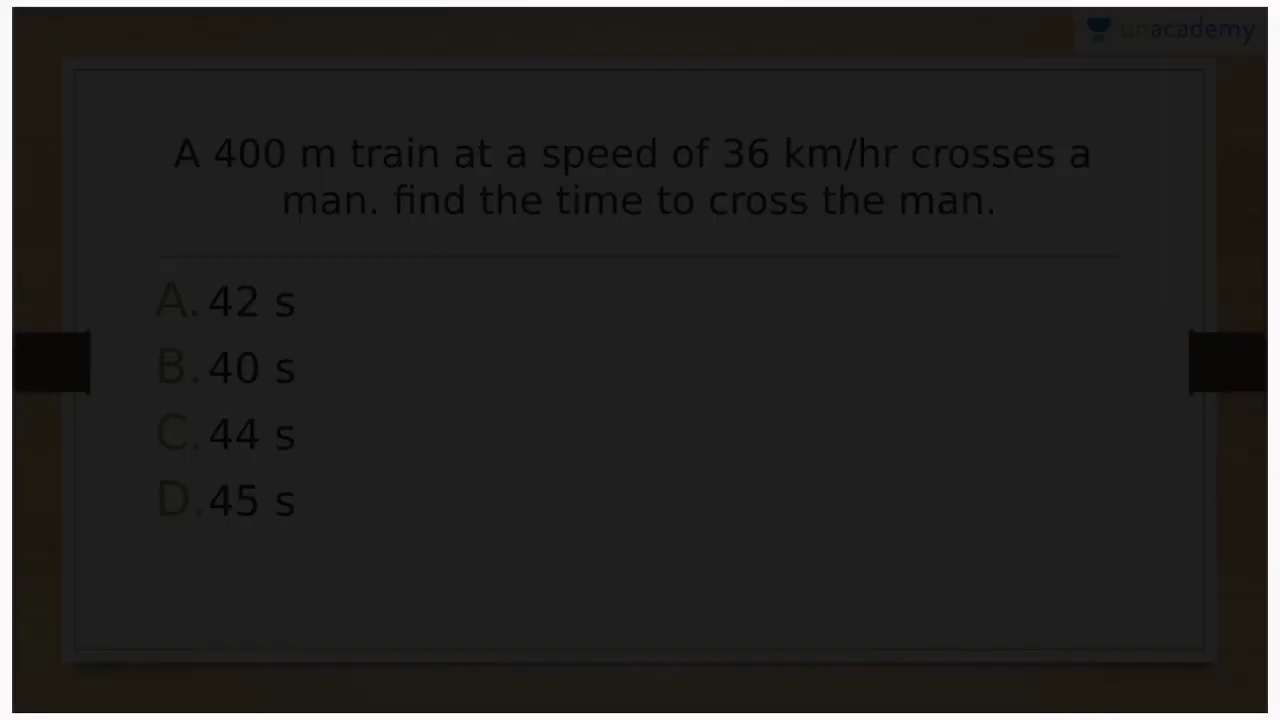 unacademy
A 400 m train at a speed of 36 km/hr crosses a
man. find the time to cross the man.
A. 42 s
B. 40 s
C. 44 s
D. 45 s